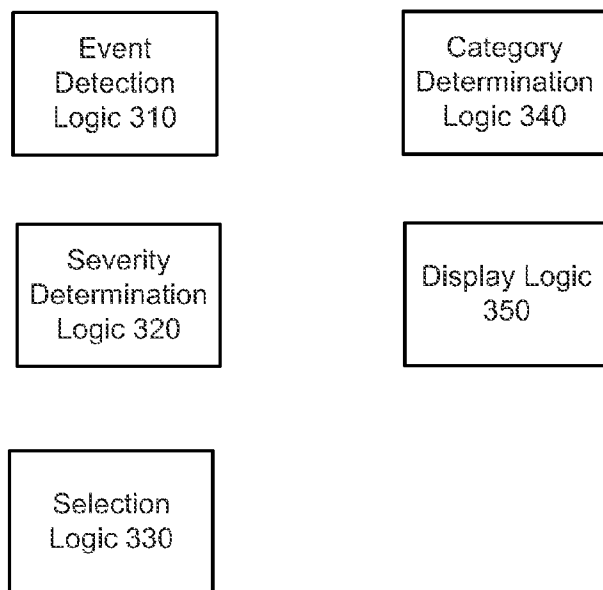 Event
Detection
Logic 310
Severity
Determination
Logic 320
Selection
Logic 330
Category
Determination
Logic 340
Display Logic
350